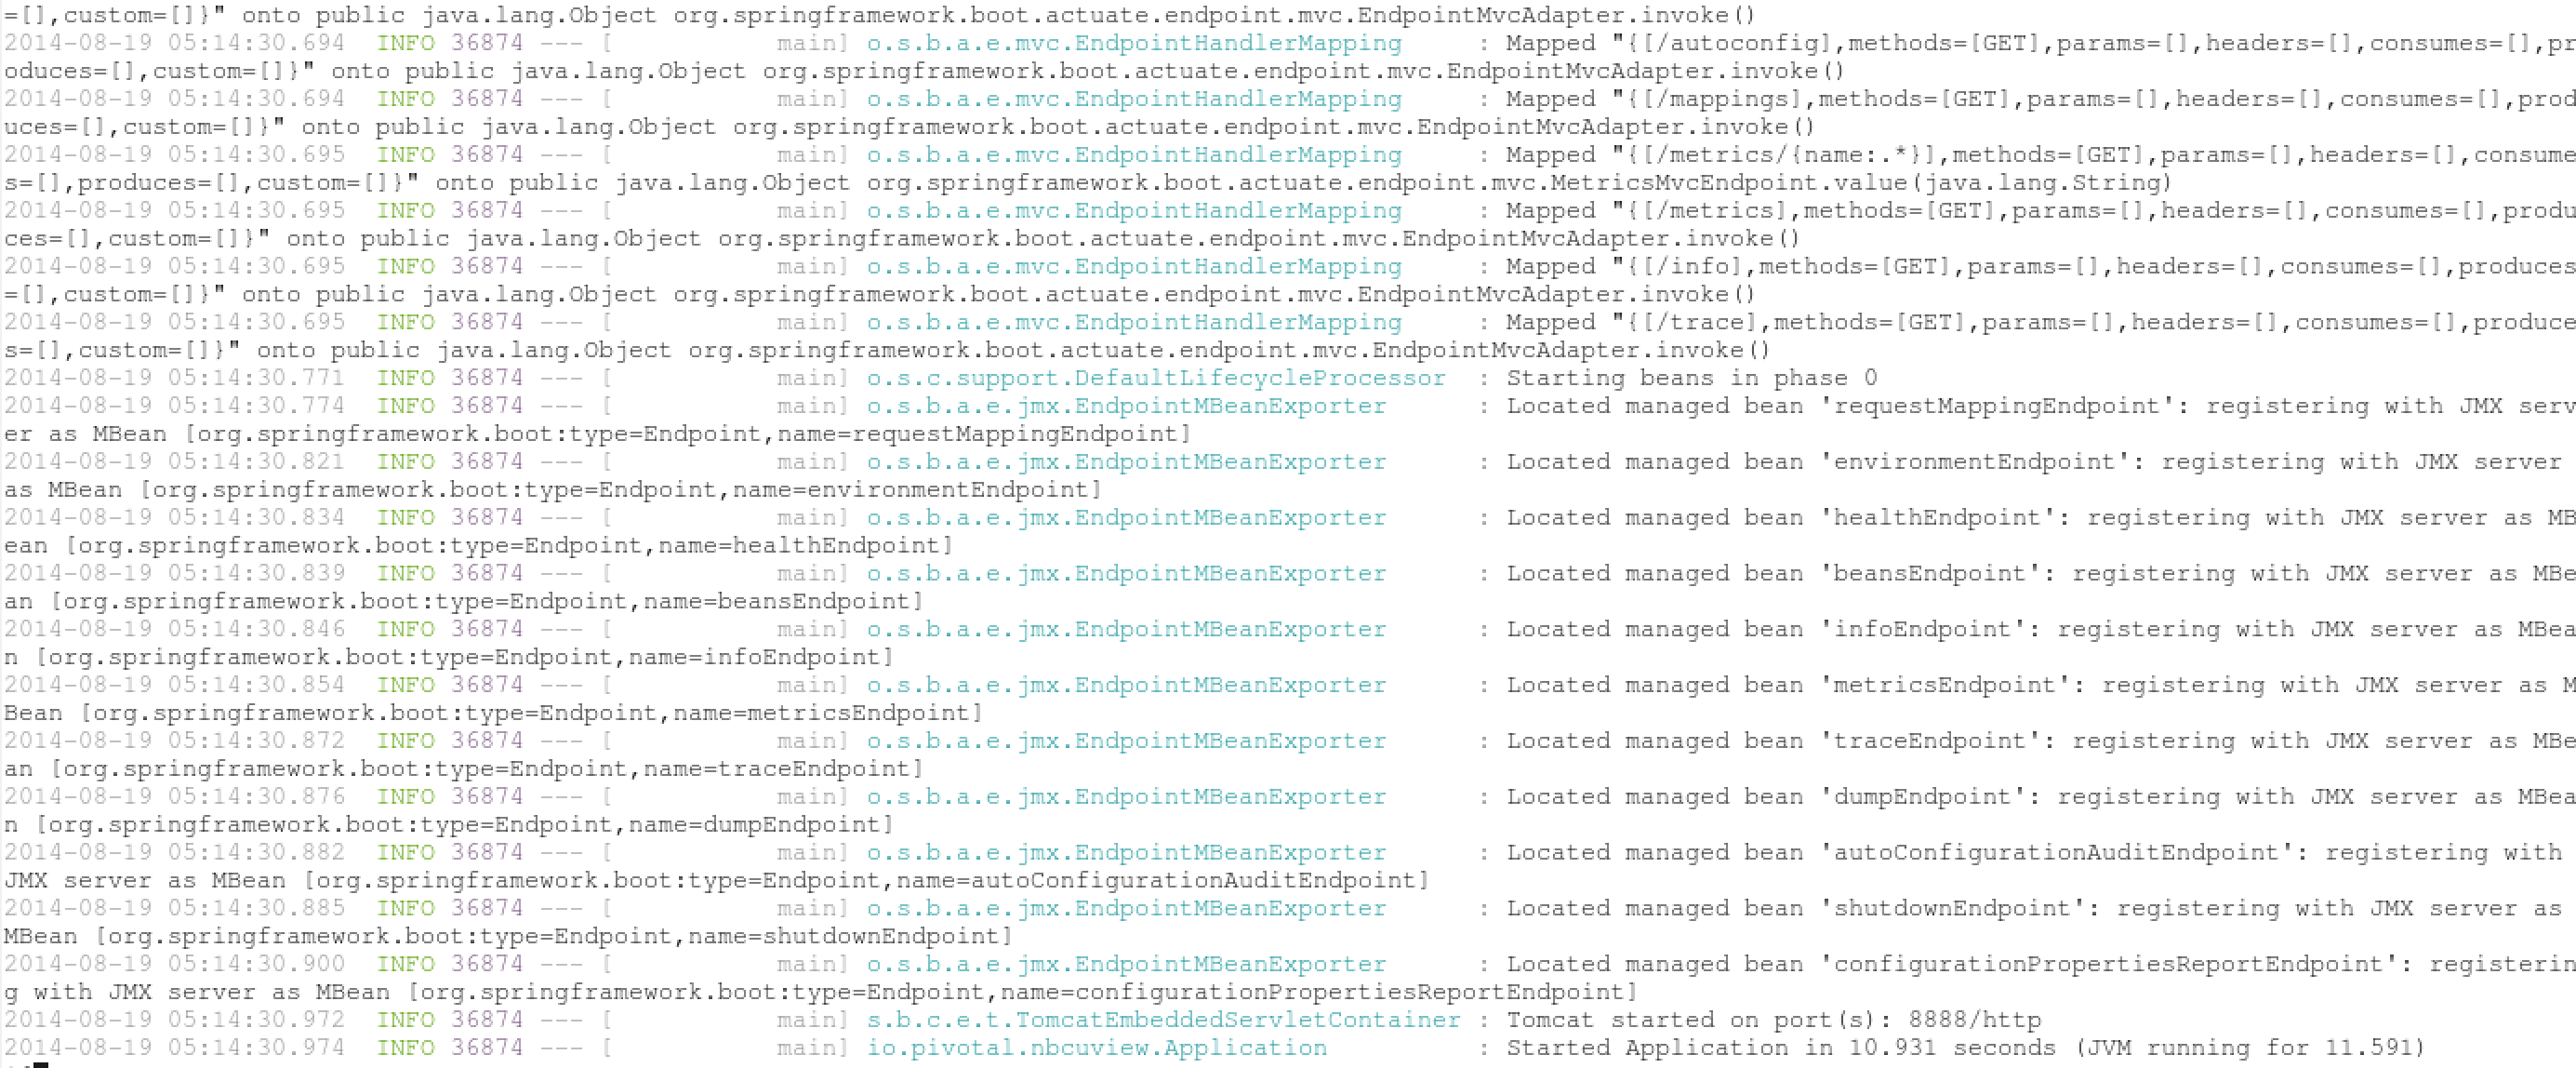 =[],custom=[]}" onto public java.lang.Object org.springframework.boot.actuate.endpoint.mvc.EndpointMvcAdapter.invoke()
2014-08-19 05:14:30.694  INFO 36874 --- [           main] o.s.b.a.e.mvc.EndpointHandlerMapping     : Mapped "{[/autoconfig],methods=[GET],params=[],headers=[],consumes=[],pr
oduces=[],custom=[]}" onto public java.lang.Object org.springframework.boot.actuate.endpoint.mvc.EndpointMvcAdapter.invoke()
2014-08-19 05:14:30.694  INFO 36874 --- [           main] o.s.b.a.e.mvc.EndpointHandlerMapping     : Mapped "{[/mappings],methods=[GET],params=[],headers=[],consumes=[],prod
uces=[],custom=[]}" onto public java.lang.Object org.springframework.boot.actuate.endpoint.mvc.EndpointMvcAdapter.invoke()
2014-08-19 05:14:30.695  INFO 36874 --- [           main] o.s.b.a.e.mvc.EndpointHandlerMapping     : Mapped "{[/metrics/{name:.*}],methods=[GET],params=[],headers=[],consume
s=[],produces=[],custom=[]}" onto public java.lang.Object org.springframework.boot.actuate.endpoint.mvc.MetricsMvcEndpoint.value(java.lang.String)
2014-08-19 05:14:30.695  INFO 36874 --- [           main] o.s.b.a.e.mvc.EndpointHandlerMapping     : Mapped "{[/metrics],methods=[GET],params=[],headers=[],consumes=[],produ
ces=[],custom=[]}" onto public java.lang.Object org.springframework.boot.actuate.endpoint.mvc.EndpointMvcAdapter.invoke()
2014-08-19 05:14:30.695  INFO 36874 --- [           main] o.s.b.a.e.mvc.EndpointHandlerMapping     : Mapped "{[/info],methods=[GET],params=[],headers=[],consumes=[],produces
=[],custom=[]}" onto public java.lang.Object org.springframework.boot.actuate.endpoint.mvc.EndpointMvcAdapter.invoke()
2014-08-19 05:14:30.695  INFO 36874 --- [           main] o.s.b.a.e.mvc.EndpointHandlerMapping     : Mapped "{[/trace],methods=[GET],params=[],headers=[],consumes=[],produce
s=[],custom=[]}" onto public java.lang.Object org.springframework.boot.actuate.endpoint.mvc.EndpointMvcAdapter.invoke()
2014-08-19 05:14:30.771  INFO 36874 --- [           main] o.s.c.support.DefaultLifecycleProcessor  : Starting beans in phase 0
2014-08-19 05:14:30.774  INFO 36874 --- [           main] o.s.b.a.e.jmx.EndpointMBeanExporter      : Located managed bean 'requestMappingEndpoint': registering with JMX serv
er as MBean [org.springframework.boot:type=Endpoint,name=requestMappingEndpoint]
2014-08-19 05:14:30.821  INFO 36874 --- [           main] o.s.b.a.e.jmx.EndpointMBeanExporter      : Located managed bean 'environmentEndpoint': registering with JMX server
as MBean [org.springframework.boot:type=Endpoint,name=environmentEndpoint]
2014-08-19 05:14:30.834  INFO 36874 --- [           main] o.s.b.a.e.jmx.EndpointMBeanExporter      : Located managed bean 'healthEndpoint': registering with JMX server as MB
ean [org.springframework.boot:type=Endpoint,name=healthEndpoint]
2014-08-19 05:14:30.839  INFO 36874 --- [           main] o.s.b.a.e.jmx.EndpointMBeanExporter      : Located managed bean 'beansEndpoint': registering with JMX server as MBe
an [org.springframework.boot:type=Endpoint,name=beansEndpoint]
2014-08-19 05:14:30.846  INFO 36874 --- [           main] o.s.b.a.e.jmx.EndpointMBeanExporter      : Located managed bean 'infoEndpoint': registering with JMX server as MBea
n [org.springframework.boot:type=Endpoint,name=infoEndpoint]
2014-08-19 05:14:30.854  INFO 36874 --- [           main] o.s.b.a.e.jmx.EndpointMBeanExporter      : Located managed bean 'metricsEndpoint': registering with JMX server as M
Bean [org.springframework.boot:type=Endpoint,name=metricsEndpoint]
2014-08-19 05:14:30.872  INFO 36874 --- [           main] o.s.b.a.e.jmx.EndpointMBeanExporter      : Located managed bean 'traceEndpoint': registering with JMX server as MBe
an [org.springframework.boot:type=Endpoint,name=traceEndpoint]
2014-08-19 05:14:30.876  INFO 36874 --- [           main] o.s.b.a.e.jmx.EndpointMBeanExporter      : Located managed bean 'dumpEndpoint': registering with JMX server as MBea
n [org.springframework.boot:type=Endpoint,name=dumpEndpoint]
2014-08-19 05:14:30.882  INFO 36874 --- [           main] o.s.b.a.e.jmx.EndpointMBeanExporter      : Located managed bean 'autoConfigurationAuditEndpoint': registering with
JMX server as MBean [org.springframework.boot:type=Endpoint,name=autoConfigurationAuditEndpoint]
2014-08-19 05:14:30.885  INFO 36874 --- [           main] o.s.b.a.e.jmx.EndpointMBeanExporter      : Located managed bean 'shutdownEndpoint': registering with JMX server as
MBean [org.springframework.boot:type=Endpoint,name=shutdownEndpoint]
2014-08-19 05:14:30.900  INFO 36874 --- [           main] o.s.b.a.e.jmx.EndpointMBeanExporter      : Located managed bean 'configurationPropertiesReportEndpoint': registerin
g with JMX server as MBean [org.springframework.boot:type=Endpoint,name=configurationPropertiesReportEndpoint]
2014-08-19 05:14:30.972  INFO 36874 --- [           main] s.b.c.e.t.TomcatEmbeddedServletContainer : Tomcat started on port(s): 8888/http
2014-08-19 05:14:30.974  INFO 36874 --- [           main] io.pivotal.nbcuview.Application          : Started Application in 10.931 seconds (JVM running for 11.591)